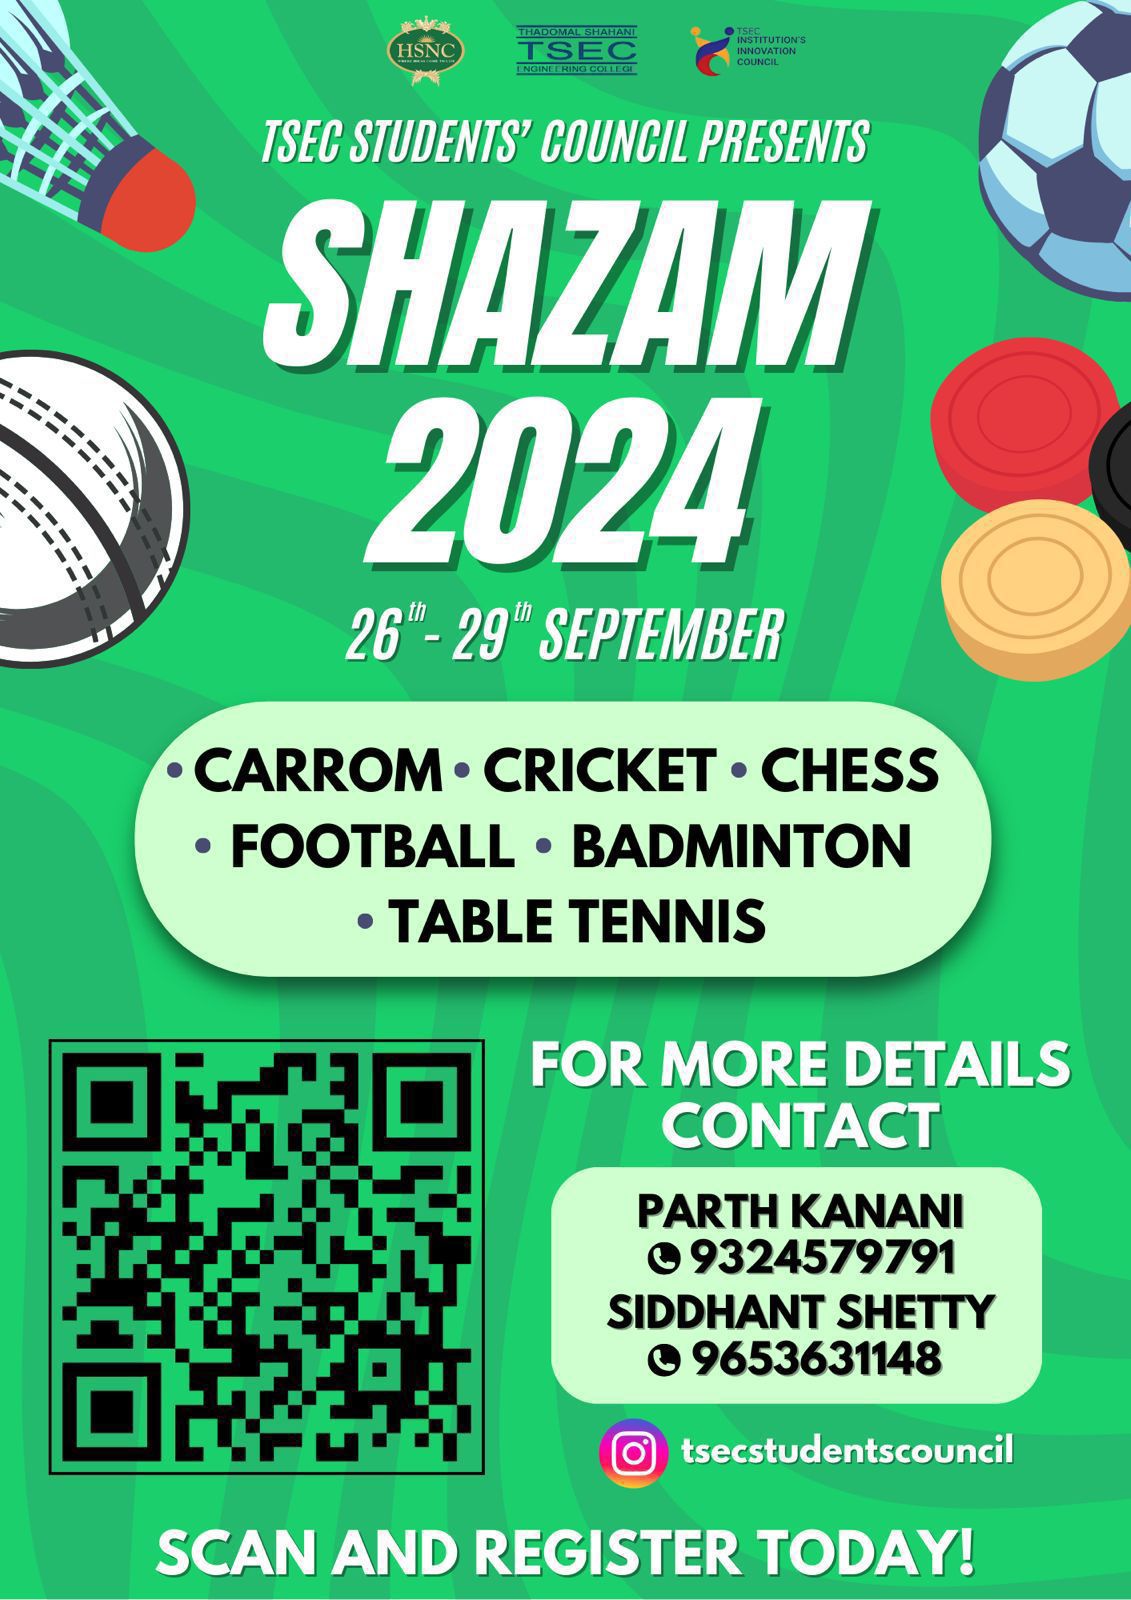 HSNC
THADOMAL SHAHANI
TSEC
ENGINEERING COLLEGE
TSEC
INSTITUTION'S
INNOVATION
COUNCIL
TSEC STUDENTS' COUNCIL PRESENTS
SHAZAM
2024
26th - 29th SEPTEMBER
• CARROM • CRICKET • CHESS
• FOOTBALL • BADMINTON
• TABLE TENNIS
FOR MORE DETAILS
CONTACT
PARTH KANANI
9324579791
SIDDHANT SHETTY
9653631148
tsecstudentscouncil
SCAN AND REGISTER TODAY!